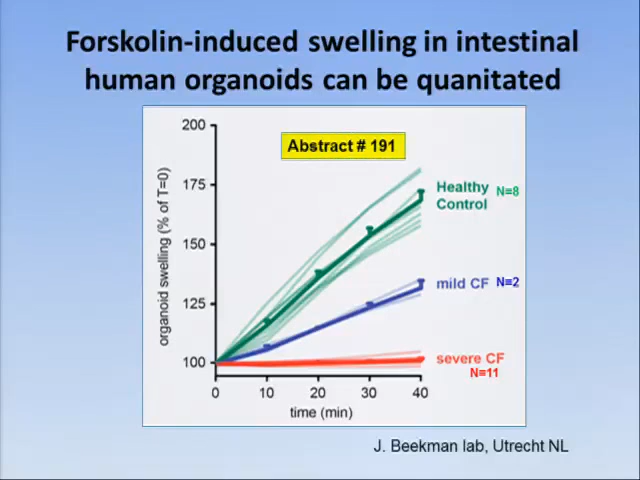 Forskolin-induced swelling in intestinal
human organoids can be quanitated
Abstract # 191
organoid swelling (% of T=0)
200
175
150
125
100
Healthy
Control
N=8
mild CF N=2
severe CF
N=11
0 10 20 30 40
time (min)
J. Beekman lab, Utrecht NL